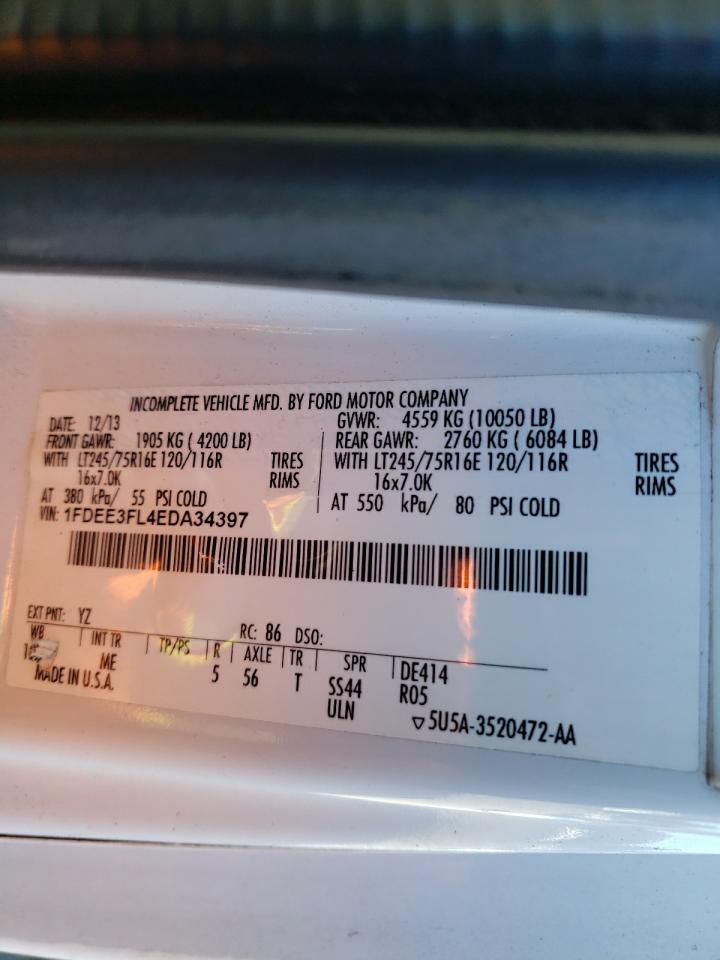 INCOMPLETE VEHICLE MFD. BY FORD MOTOR COMPANY
DATE: 12/13 GVWR: 4559 KG (10050 LB)
FRONT GAWR: 1905 KG ( 4200 LB) REAR GAWR: 2760 KG ( 6084 LB)
WITH LT245/75R16E 120/116R TIRES WITH LT245/75R16E 120/116R TIRES
16x7.0K RIMS 16x7.0K RIMS
AT 380 kPa/ 55 PSI COLD AT 550 kPa/ 80 PSI COLD
VIN: 1FDEE3FL4EDA34397
EXT PNT: YZ RC: 86 DSO:
WB INT TR TP/PS R AXLE TR SPR DE414
ME 5 56 T SS44 R05
MADE IN U.S.A. ULN ▽5U5A-3520472-AA